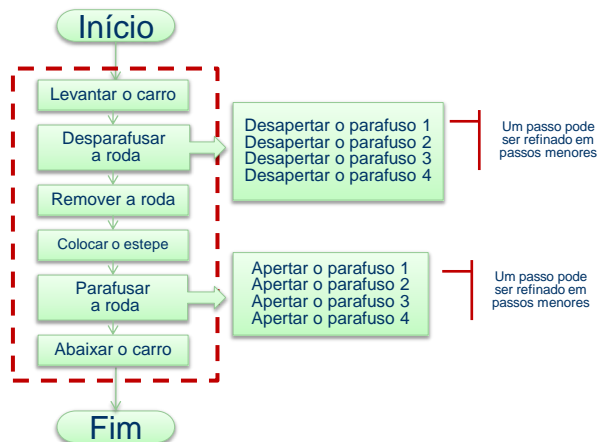 Início
Levantar o carro
Desparafusar
a roda
Desapertar o parafuso 1
Desapertar o parafuso 2
Desapertar o parafuso 3
Desapertar o parafuso 4
Um passo pode
ser refinado em
passos menores
Remover a roda
Colocar o estepe
Parafusar
a roda
Apertar o parafuso 1
Apertar o parafuso 2
Apertar o parafuso 3
Apertar o parafuso 4
Um passo pode
ser refinado em
passos menores
Abaixar o carro
Fim